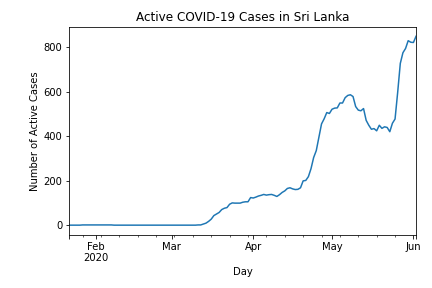 Active COVID-19 Cases in Sri Lanka
Number of Active Cases
800
600
400
200
0
Feb Mar Apr May Jun
2020
Day